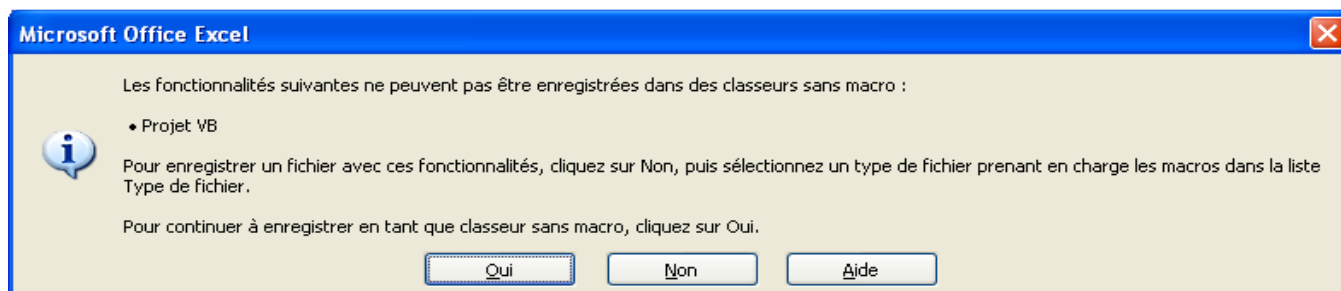 Microsoft Office Excel
Les fonctionnalités suivantes ne peuvent pas être enregistrées dans des classeurs sans macro :
• Projet VB
Pour enregistrer un fichier avec ces fonctionnalités, cliquez sur Non, puis sélectionnez un type de fichier prenant en charge les macros dans la liste
Type de fichier.
Pour continuer à enregistrer en tant que classeur sans macro, cliquez sur Oui.
Oui
Non
Aide